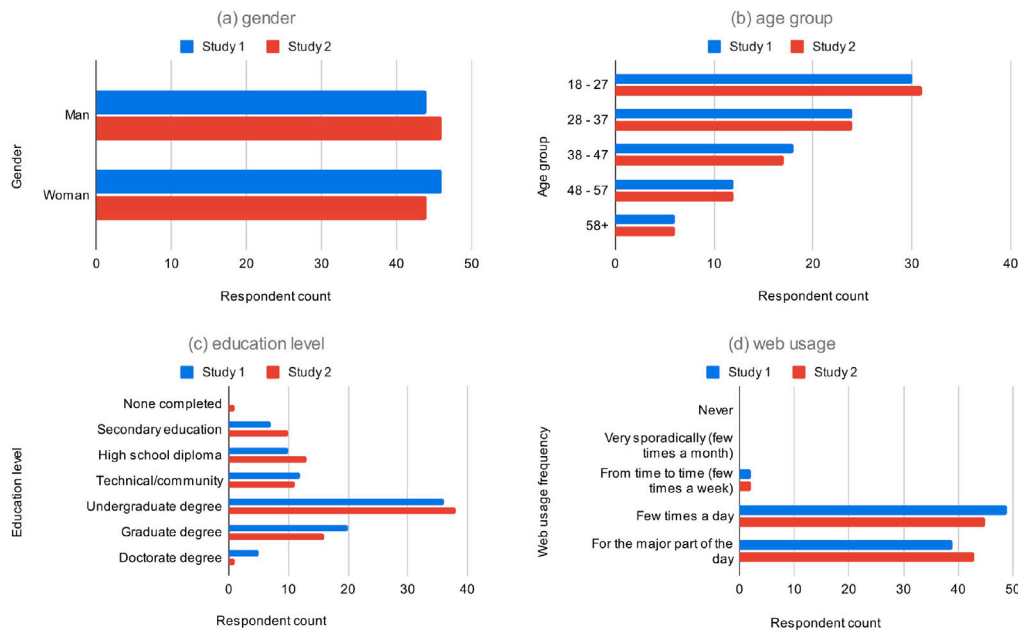 (a) gender
Study 1 Study 2
Gender
Man
Woman
0 10 20 30 40 50
Respondent count
(b) age group
Study 1 Study 2
Age group
18 - 27
28 - 37
38 - 47
48 - 57
58+
0 10 20 30 40
Respondent count
(c) education level
Study 1 Study 2
Education level
None completed
Secondary education
High school diploma
Technical/community
Undergraduate degree
Graduate degree
Doctorate degree
0 10 20 30 40
Respondent count
(d) web usage
Study 1 Study 2
Web usage frequency
Never
Very sporadically (few
times a month)
From time to time (few
times a week)
Few times a day
For the major part of the
day
0 10 20 30 40 50
Respondent count